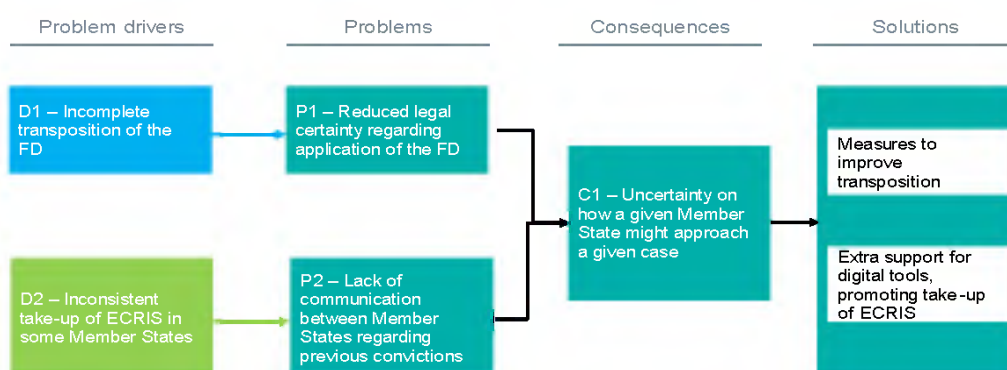 Problem drivers
Problems
Consequences
Solutions
D1 – Incomplete
transposition of the
FD
P1 – Reduced legal
certainty regarding
application of the FD
C1 – Uncertainty on
how a given Member
State might approach
a given case
Measures to
improve
transposition
D2 – Inconsistent
take-up of ECRIS in
some Member States
P2 – Lack of
communication
between Member
States regarding
previous convictions
Extra support for
digital tools,
promoting take-up
of ECRIS